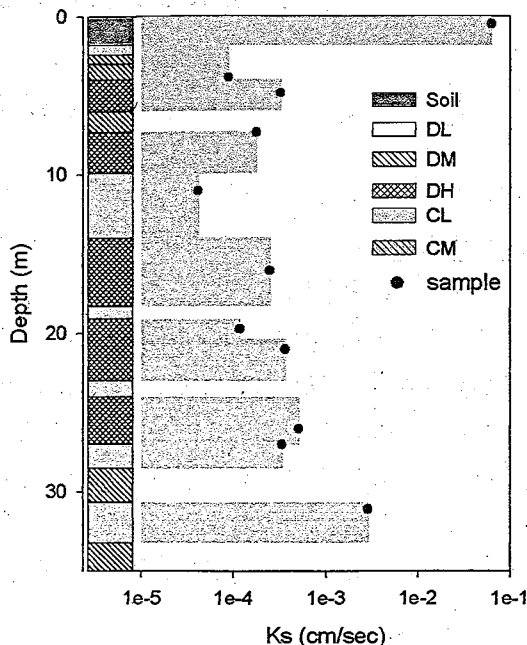 0
10
20
30
Depth (m)
Soil
DL
DM
DH
CL
CM
sample
1e-5 1e-4 1e-3 1e-2 1e-1
Ks (cm/sec)